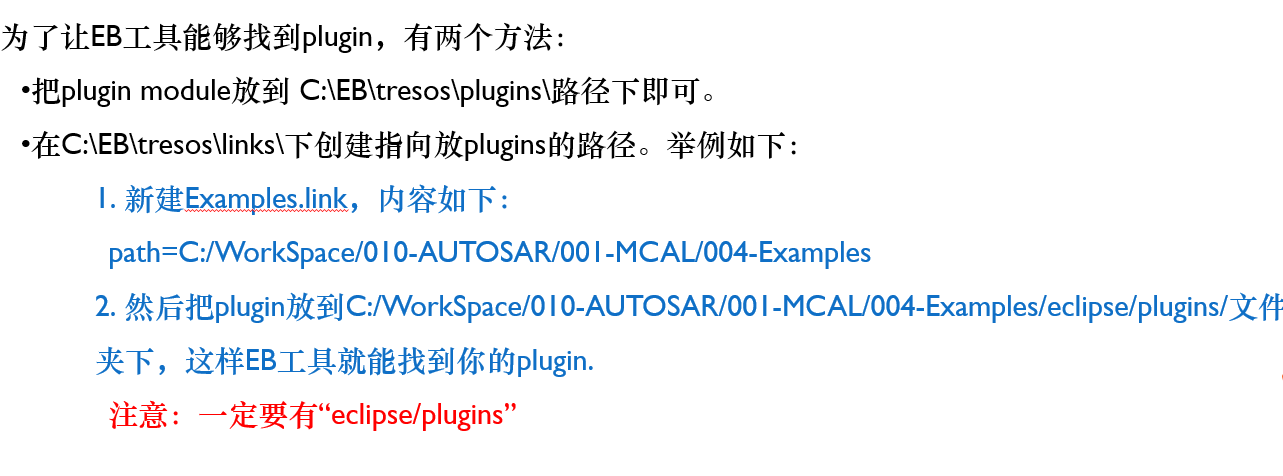 为了让EB工具能够找到plugin，有两个方法：
•把plugin module放到 C:\EB\tresos\plugins\路径下即可。
•在C:\EB\tresos\links\下创建指向放plugins的路径。举例如下：
1. 新建Examples.link，内容如下：
path=C:/WorkSpace/010-AUTOSAR/001-MCAL/004-Examples
2. 然后把plugin放到C:/WorkSpace/010-AUTOSAR/001-MCAL/004-Examples/eclipse/plugins/文件
夹下，这样EB工具就能找到你的plugin.
注意：一定要有“eclipse/plugins”